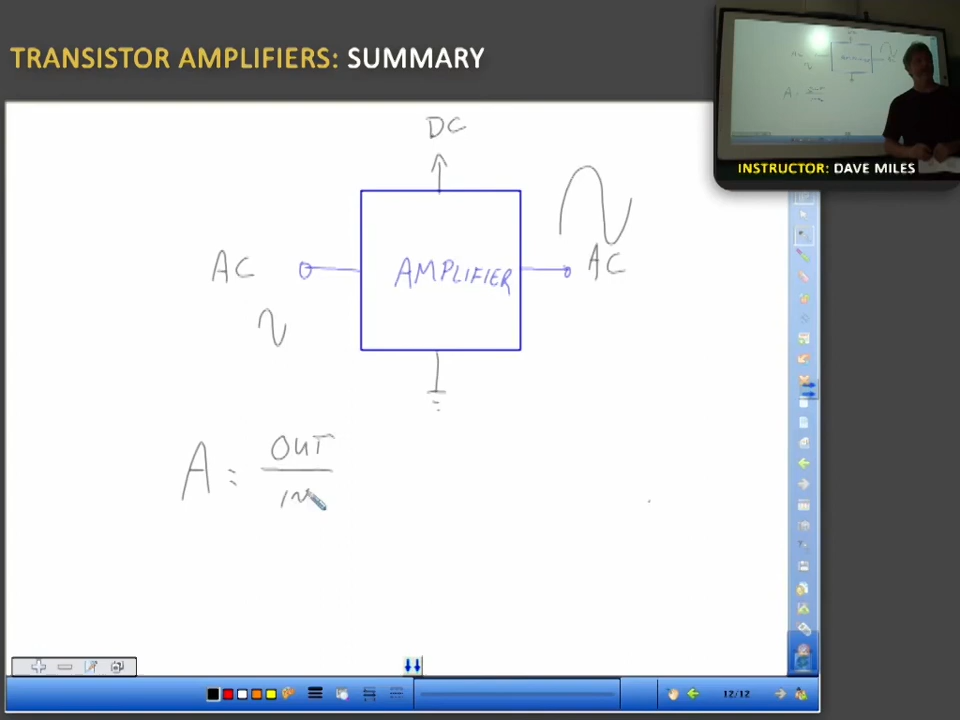 TRANSISTOR AMPLIFIERS: SUMMARY
INSTRUCTOR: DAVE MILES
DC
AC
AMPLIFIER
AC
A = OUT
IN
12/12